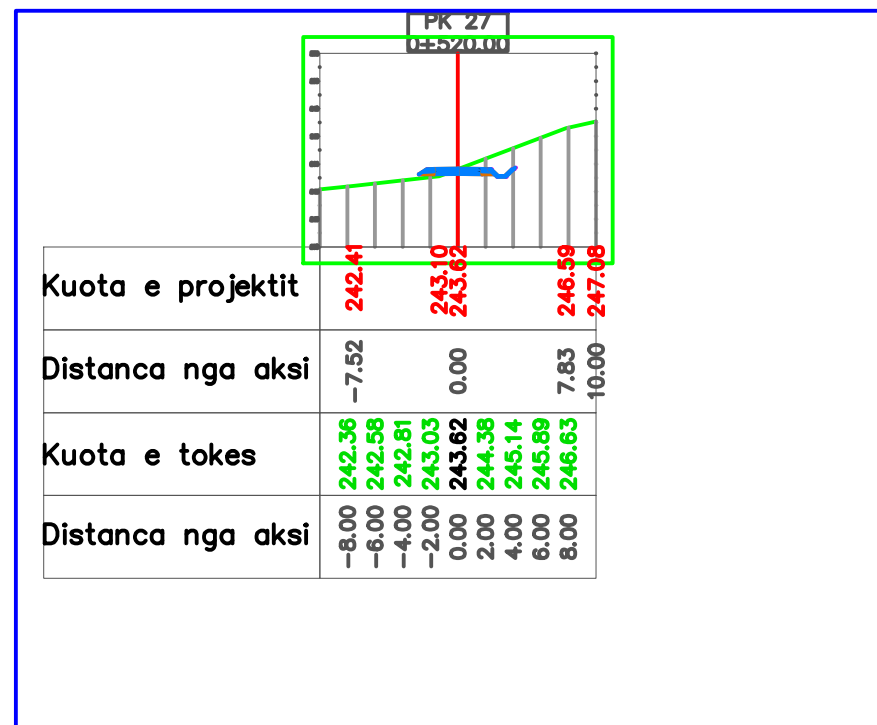 PK 27
0+520.00
Kuota e projektit 242.41 243.10 243.62 246.59 247.08
Distanca nga aksi -7.52 0.00 7.83 10.00
Kuota e tokes 242.36 242.58 242.81 243.03 243.62 244.38 245.14 245.89 246.63
Distanca nga aksi -8.00 -6.00 -4.00 -2.00 0.00 2.00 4.00 6.00 8.00